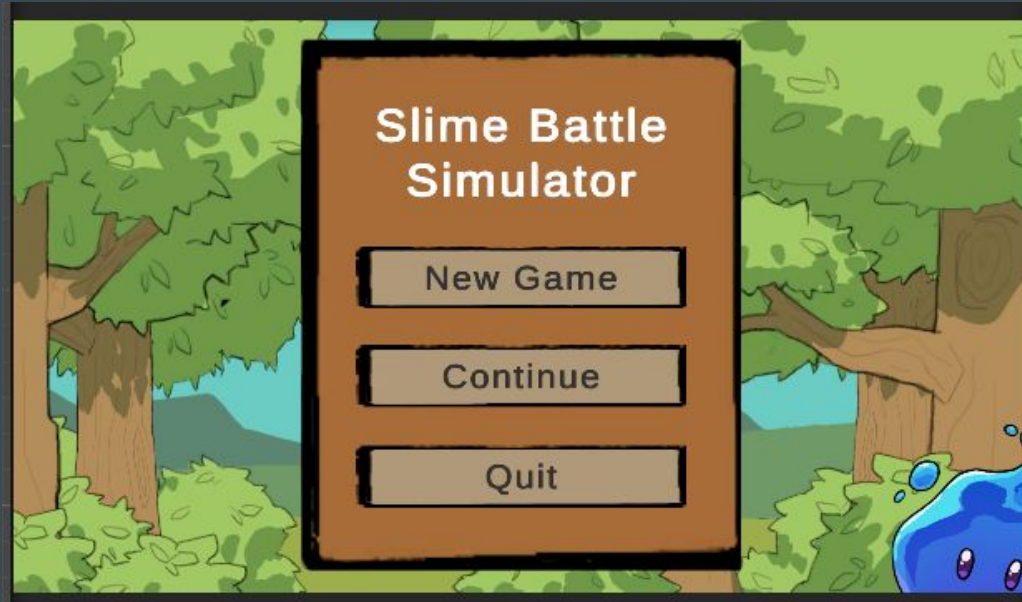 Slime Battle
Simulator
New Game
Continue
Quit